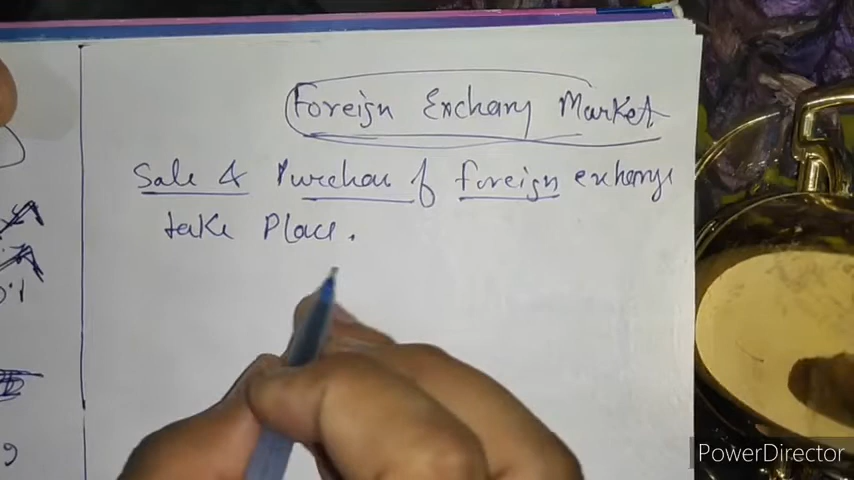 Foreign Exchang Market
Sale & Purchase of foreign exchange
take Place.
PowerDirector